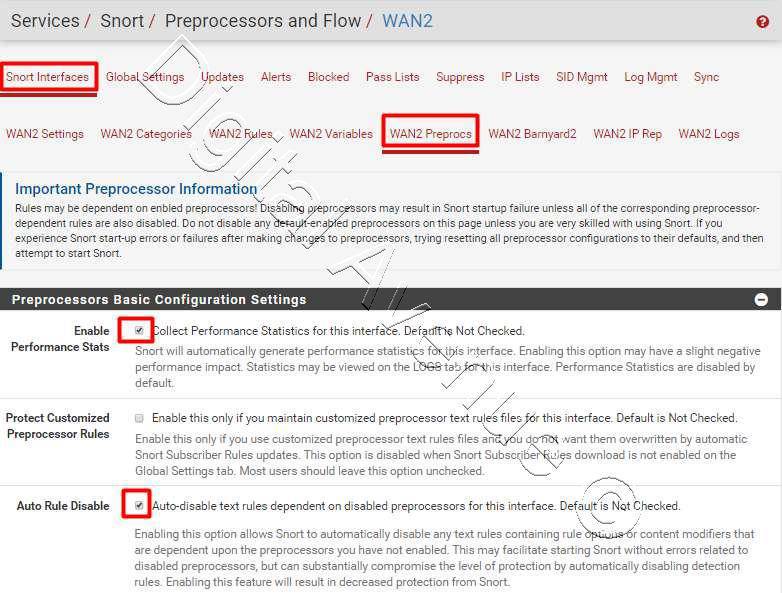 Services / Snort / Preprocessors and Flow / WAN2
Snort Interfaces Global Settings Updates Alerts Blocked Pass Lists Suppress IP Lists SID Mgmt Log Mgmt Sync
WAN2 Settings WAN2 Categories WAN2 Rules WAN2 Variables WAN2 Preprocs WAN2 Barnyard2 WAN2 IP Rep WAN2 Logs
Important Preprocessor Information
Rules may be dependent on enbled preprocessors! Disabling preprocessors may result in Snort startup failure unless all of the corresponding preprocessor-
dependent rules are also disabled. Do not disable any default-enabled preprocessors on this page unless you are very skilled with using Snort. If you
experience Snort start-up errors or failures after making changes to preprocessors, trying resetting all preprocessor configurations to their defaults, and then
attempt to start Snort.
Preprocessors Basic Configuration Settings
Enable Collect Performance Statistics for this interface. Default is Not Checked.
Performance Stats Snort will automatically generate performance statistics for this interface. Enabling this option may have a slight negative
performance impact. Statistics may be viewed on the LOGS tab for this interface. Performance Statistics are disabled by
default.
Protect Customized Enable this only if you maintain customized preprocessor text rules files for this interface. Default is Not Checked.
Preprocessor Rules Enable this only if you use customized preprocessor text rules files and you do not want them overwritten by automatic
Snort Subscriber Rules updates. This option is disabled when Snort Subscriber Rules download is not enabled on the
Global Settings tab. Most users should leave this option unchecked.
Auto Rule Disable Auto-disable text rules dependent on disabled preprocessors for this interface. Default is Not Checked.
Enabling this option allows Snort to automatically disable any text rules containing rule options or content modifiers that
are dependent upon the preprocessors you have not enabled. This may facilitate starting Snort without errors related to
disabled preprocessors, but can substantially compromise the level of protection by automatically disabling detection
rules. Enabling this feature will result in decreased protection from Snort.